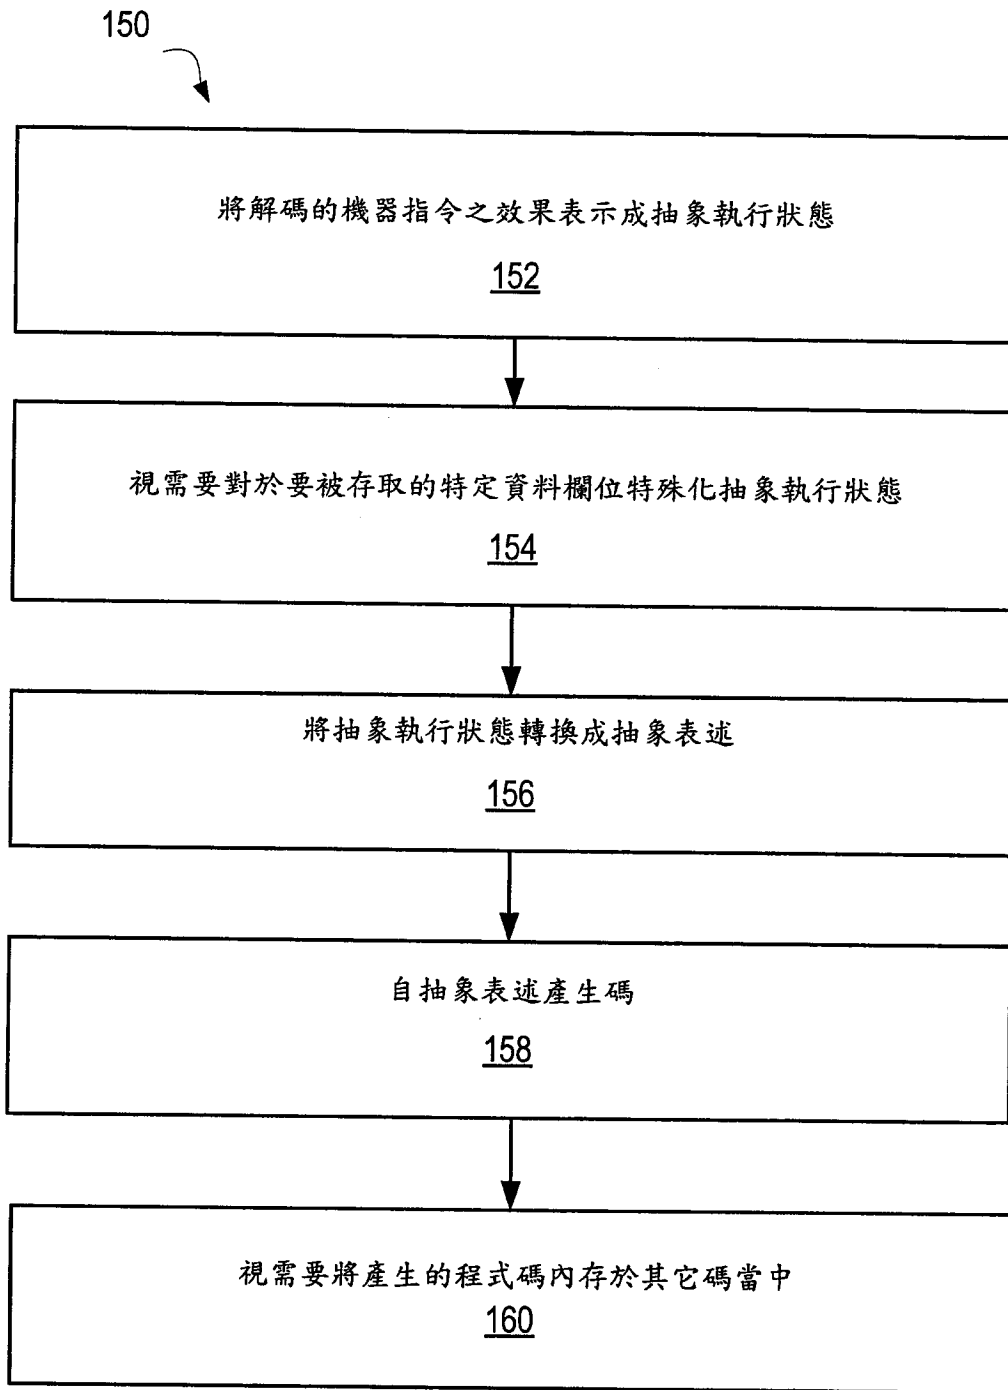 150
將解碼的機器指令之效果表示成抽象執行狀態
152
視需要對於要被存取的特定資料欄位特殊化抽象執行狀態
154
將抽象執行狀態轉換成抽象表述
156
自抽象表述產生碼
158
視需要將產生的程式碼內存於其它碼當中
160